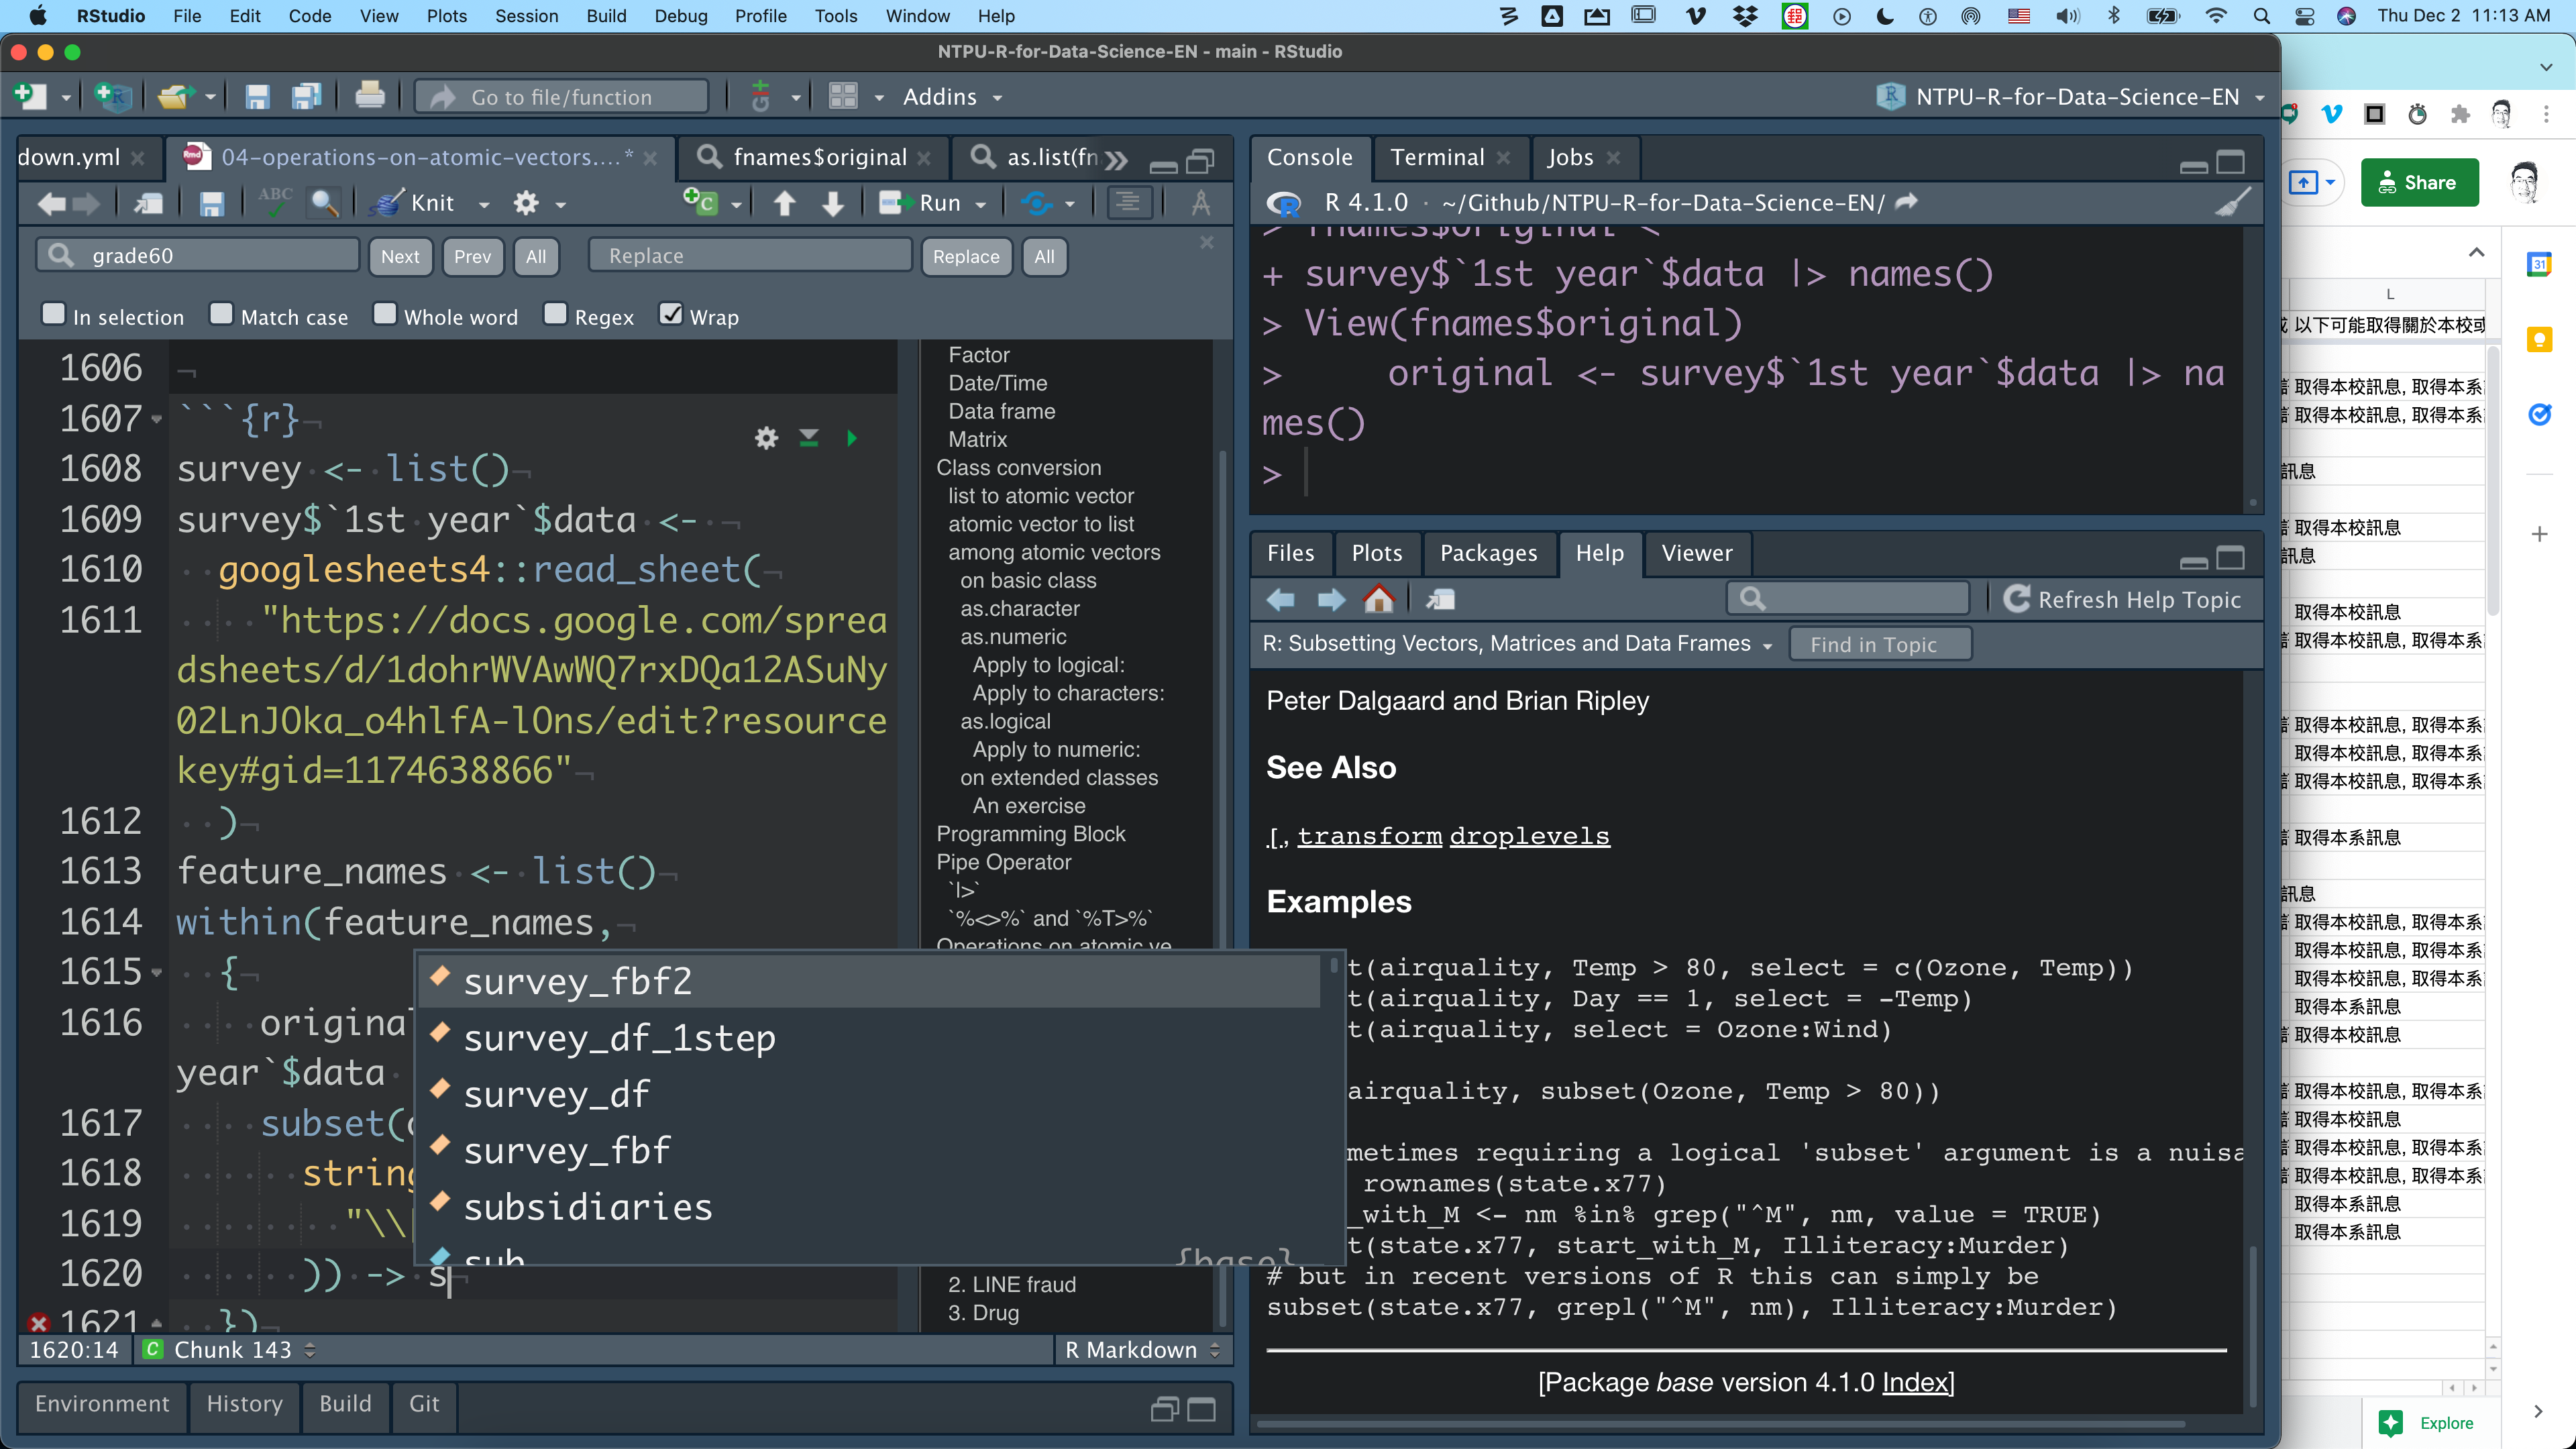 RStudio File Edit Code View Plots Session Build Debug Profile Tools Window Help Thu Dec 2 11:13 AM
NTPU-R-for-Data-Science-EN - main - RStudio
Go to file/function Addins NTPU-R-for-Data-Science-EN
down.yml 04-operations-on-atomic-vectors....* fnames$original as.list(fn
ABC Knit Run
grade60 Next Prev All Replace Replace All
In selection Match case Whole word Regex Wrap
1606
1607 ```{r}
1608 survey <- list()
1609 survey$`1st year`$data <-
1610 googlesheets4::read_sheet(
1611 "https://docs.google.com/sprea
dsheets/d/1dohrWVAwWQ7rxDQa12ASuNy
02LnJOka_o4hlfA-lOns/edit?resource
key#gid=1174638866"
1612 )
1613 feature_names <- list()
1614 within(feature_names,
1615 {
1616 original
year`$data
1617 subset(
1618 string
1619 "\\
1620 )) -> s
1621 })
survey_fbf2
survey_df_1step
survey_df
survey_fbf
subsidiaries
sub {base}
Factor
Date/Time
Data frame
Matrix
Class conversion
list to atomic vector
atomic vector to list
among atomic vectors
on basic class
as.character
as.numeric
Apply to logical:
Apply to characters:
as.logical
Apply to numeric:
on extended classes
An exercise
Programming Block
Pipe Operator
`|>`
`%<>%` and `%T>%`
Operations on atomic ve
2. LINE fraud
3. Drug
1620:14 C Chunk 143 R Markdown
Environment History Build Git
Console Terminal Jobs
R 4.1.0 · ~/Github/NTPU-R-for-Data-Science-EN/
> fnames$original <-
+ survey$`1st year`$data |> names()
> View(fnames$original)
> original <- survey$`1st year`$data |> na
mes()
>
Files Plots Packages Help Viewer
Refresh Help Topic
R: Subsetting Vectors, Matrices and Data Frames Find in Topic
Peter Dalgaard and Brian Ripley
See Also
[, transform droplevels
Examples
t(airquality, Temp > 80, select = c(Ozone, Temp))
t(airquality, Day == 1, select = -Temp)
t(airquality, select = Ozone:Wind)
airquality, subset(Ozone, Temp > 80))
metimes requiring a logical 'subset' argument is a nuisa
rownames(state.x77)
_with_M <- nm %in% grep("^M", nm, value = TRUE)
t(state.x77, start_with_M, Illiteracy:Murder)
# but in recent versions of R this can simply be
subset(state.x77, grepl("^M", nm), Illiteracy:Murder)
[Package base version 4.1.0 Index]
Share
31
L
以下可能取得關於本校或
取得本校訊息, 取得本系
取得本校訊息, 取得本系
訊息
取得本校訊息
訊息
取得本校訊息
取得本校訊息, 取得本系
取得本校訊息, 取得本系
取得本校訊息, 取得本系
取得本校訊息, 取得本系
取得本系訊息
訊息
取得本校訊息, 取得本系
取得本校訊息, 取得本系
取得本校訊息, 取得本系
取得本系訊息
取得本校訊息
取得本校訊息, 取得本系
取得本校訊息
取得本校訊息, 取得本系
取得本校訊息, 取得本系
取得本系訊息
取得本系訊息
Explore